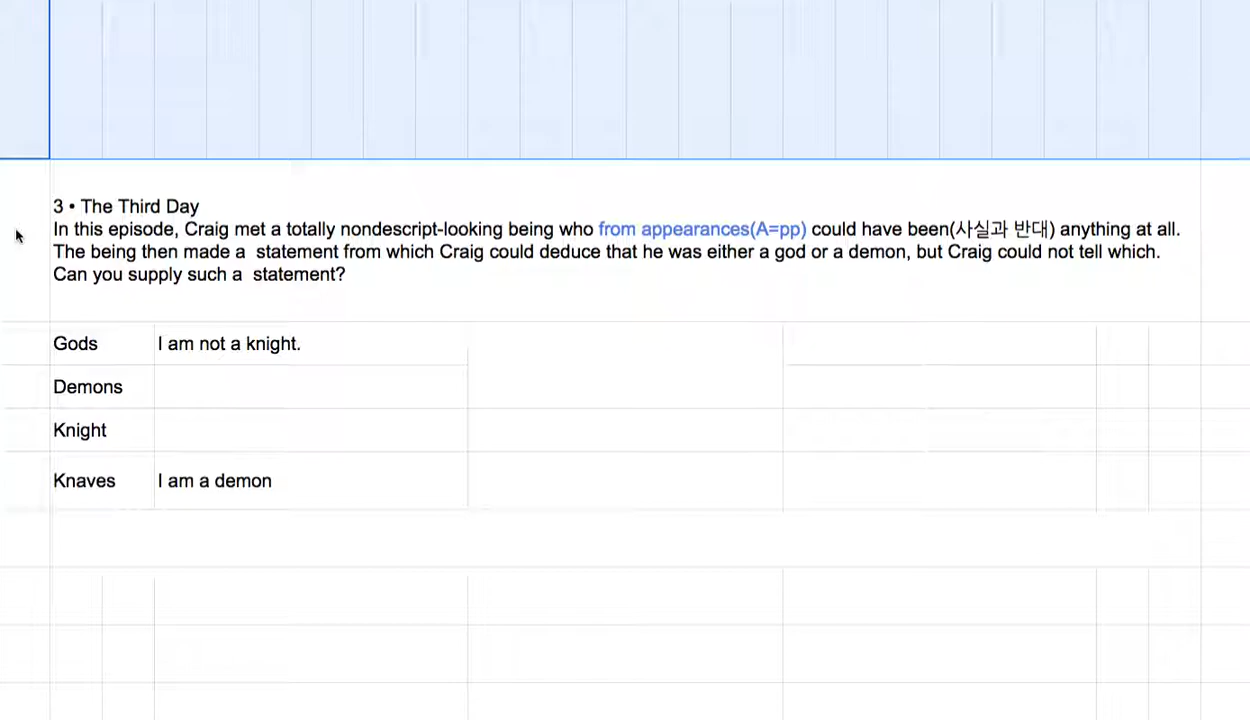 3 • The Third Day
In this episode, Craig met a totally nondescript-looking being who from appearances(A=pp) could have been(사실과 반대) anything at all.
The being then made a  statement from which Craig could deduce that he was either a god or a demon, but Craig could not tell which.
Can you supply such a  statement?
Gods I am not a knight.
Demons
Knight
Knaves I am a demon